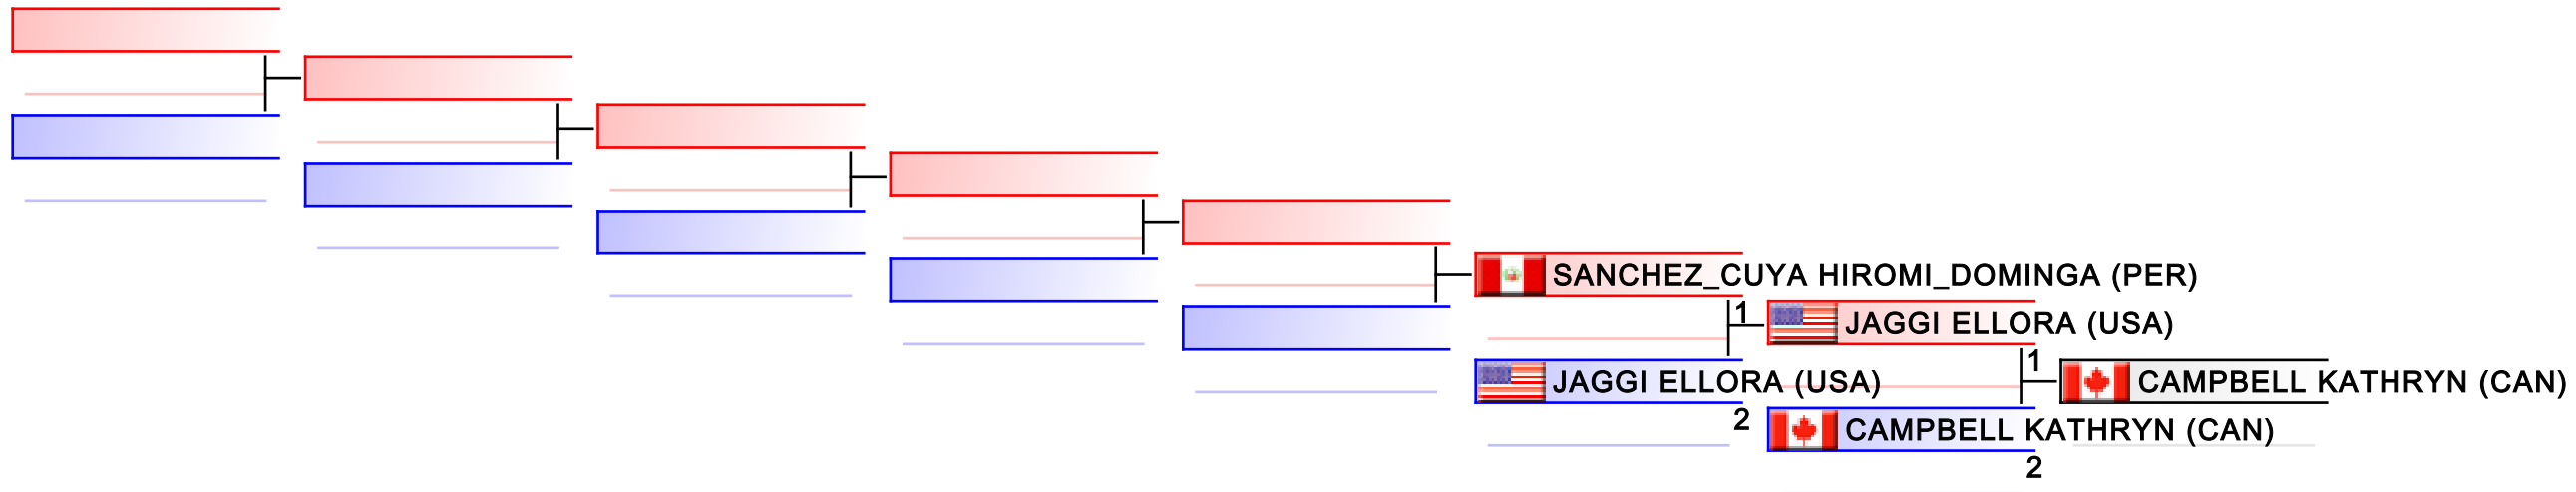 SANCHEZ_CUYA HIROMI_DOMINGA (PER)
1
JAGGI ELLORA (USA)
1
JAGGI ELLORA (USA)
CAMPBELL KATHRYN (CAN)
2
CAMPBELL KATHRYN (CAN)
2